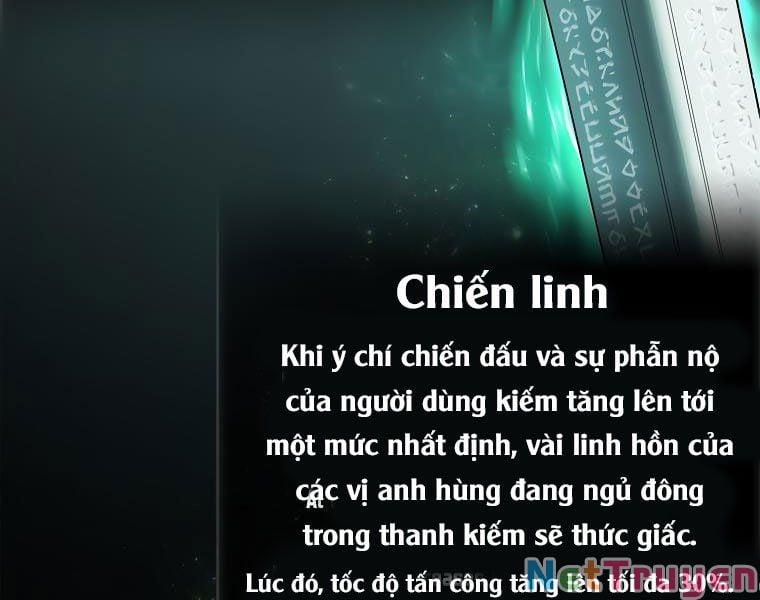 Chiến linh
Khi ý chí chiến đấu và sự phẫn nộ
của người dùng kiếm tăng lên tới
một mức nhất định, vài linh hồn của
các vị anh hùng đang ngủ đông
At
trong thanh kiếm sẽ thức giấc.
Lúc đó, tốc độ tấn công tăng lên tối đa 30%.
NetTruyen